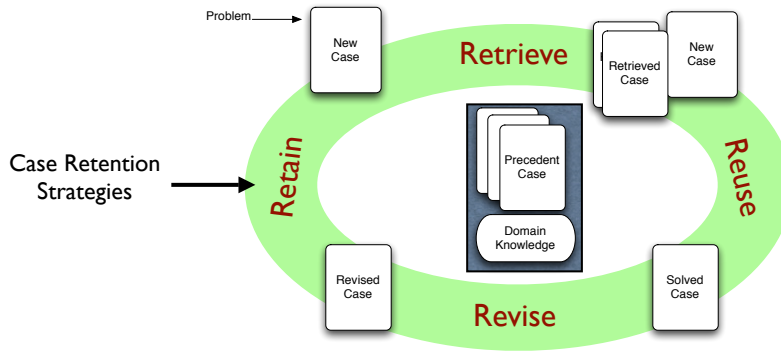 Problem
New
Case
Retrieve
Retrieved
Case
New
Case
Case Retention
Strategies
Retain
Precedent
Case
Reuse
Domain
Knowledge
Revised
Case
Revise
Solved
Case